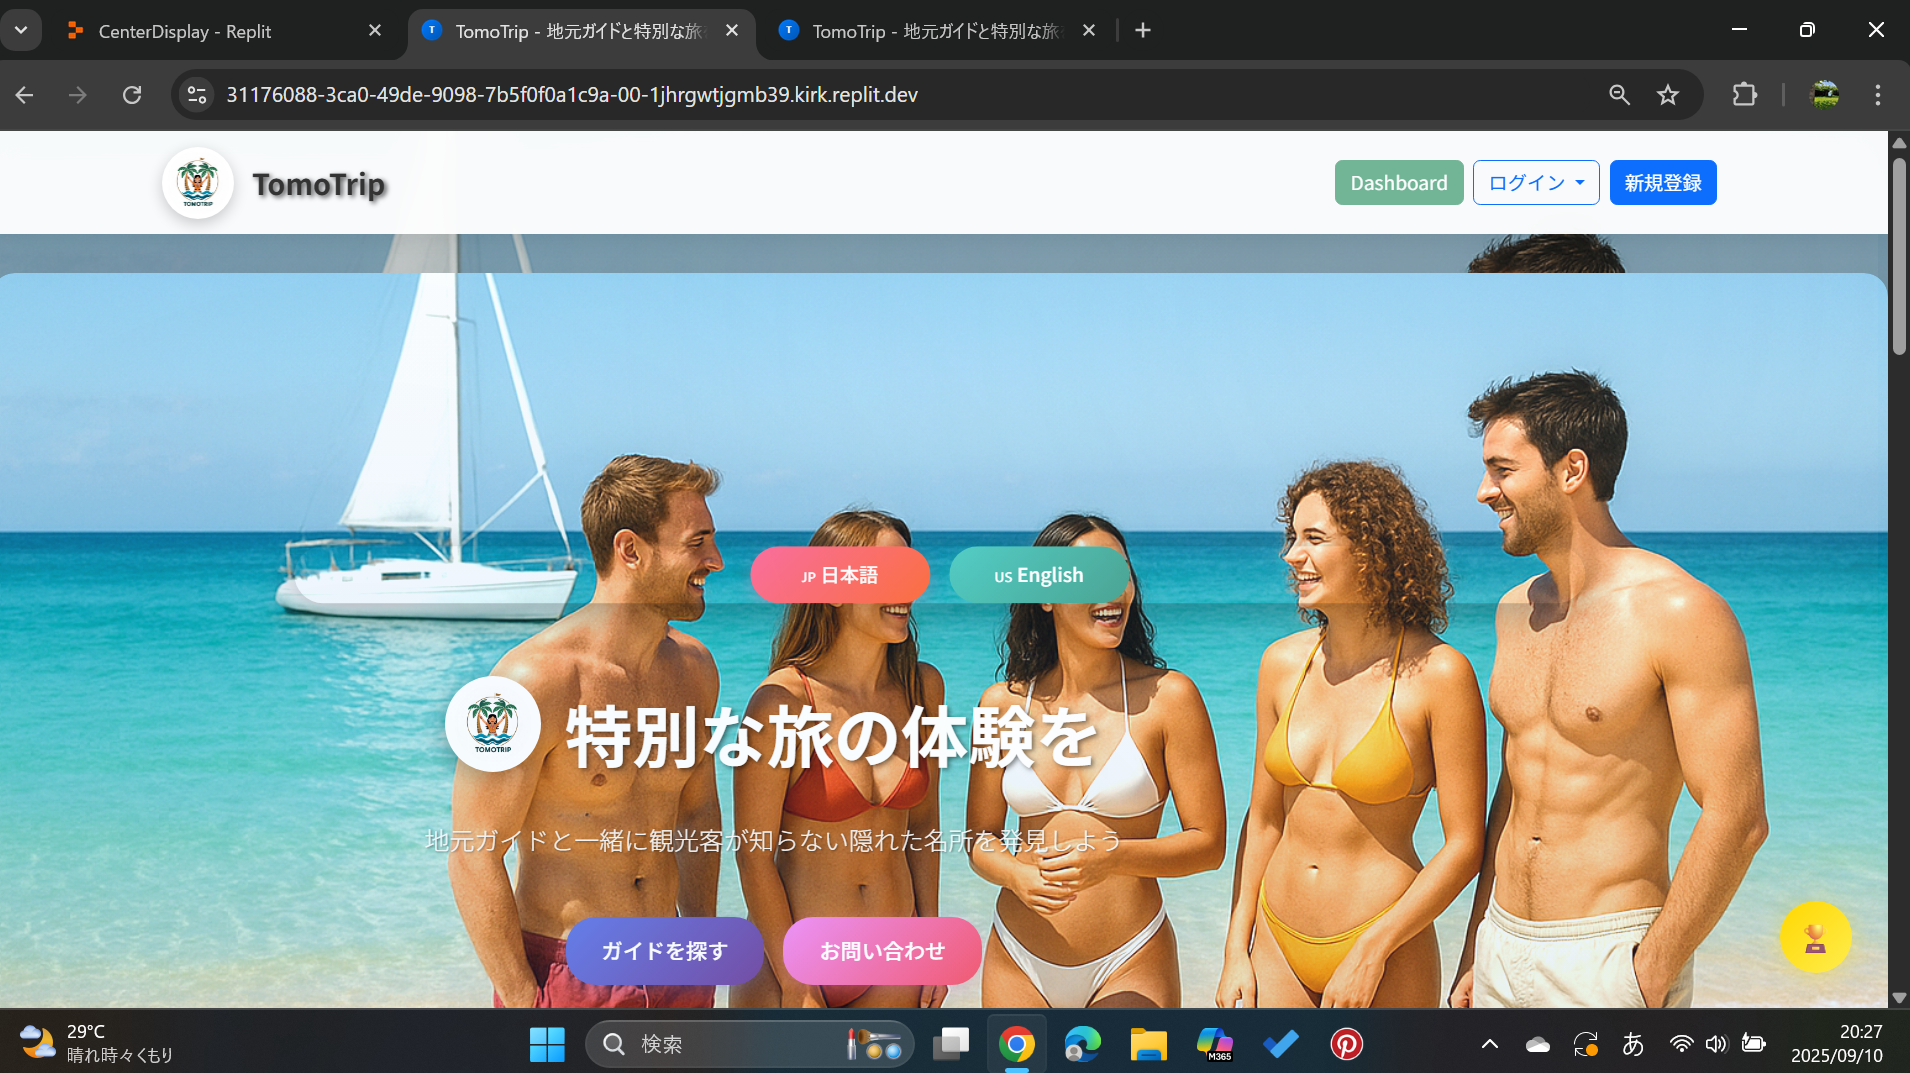 CenterDisplay - Replit
TomoTrip - 地元ガイドと特別な旅
TomoTrip - 地元ガイドと特別な旅
31176088-3ca0-49de-9098-7b5f0f0a1c9a-00-1jhrgwtjgmb39.kirk.replit.dev
TOMOTRIP
TomoTrip
Dashboard
ログイン
新規登録
JP 日本語
US English
TOMOTRIP
特別な旅の体験を
地元ガイドと一緒に観光客が知らない隠れた名所を発見しよう
ガイドを探す
お問い合わせ
29°C
晴れ時々くもり
検索
M365
あ
20:27
2025/09/10